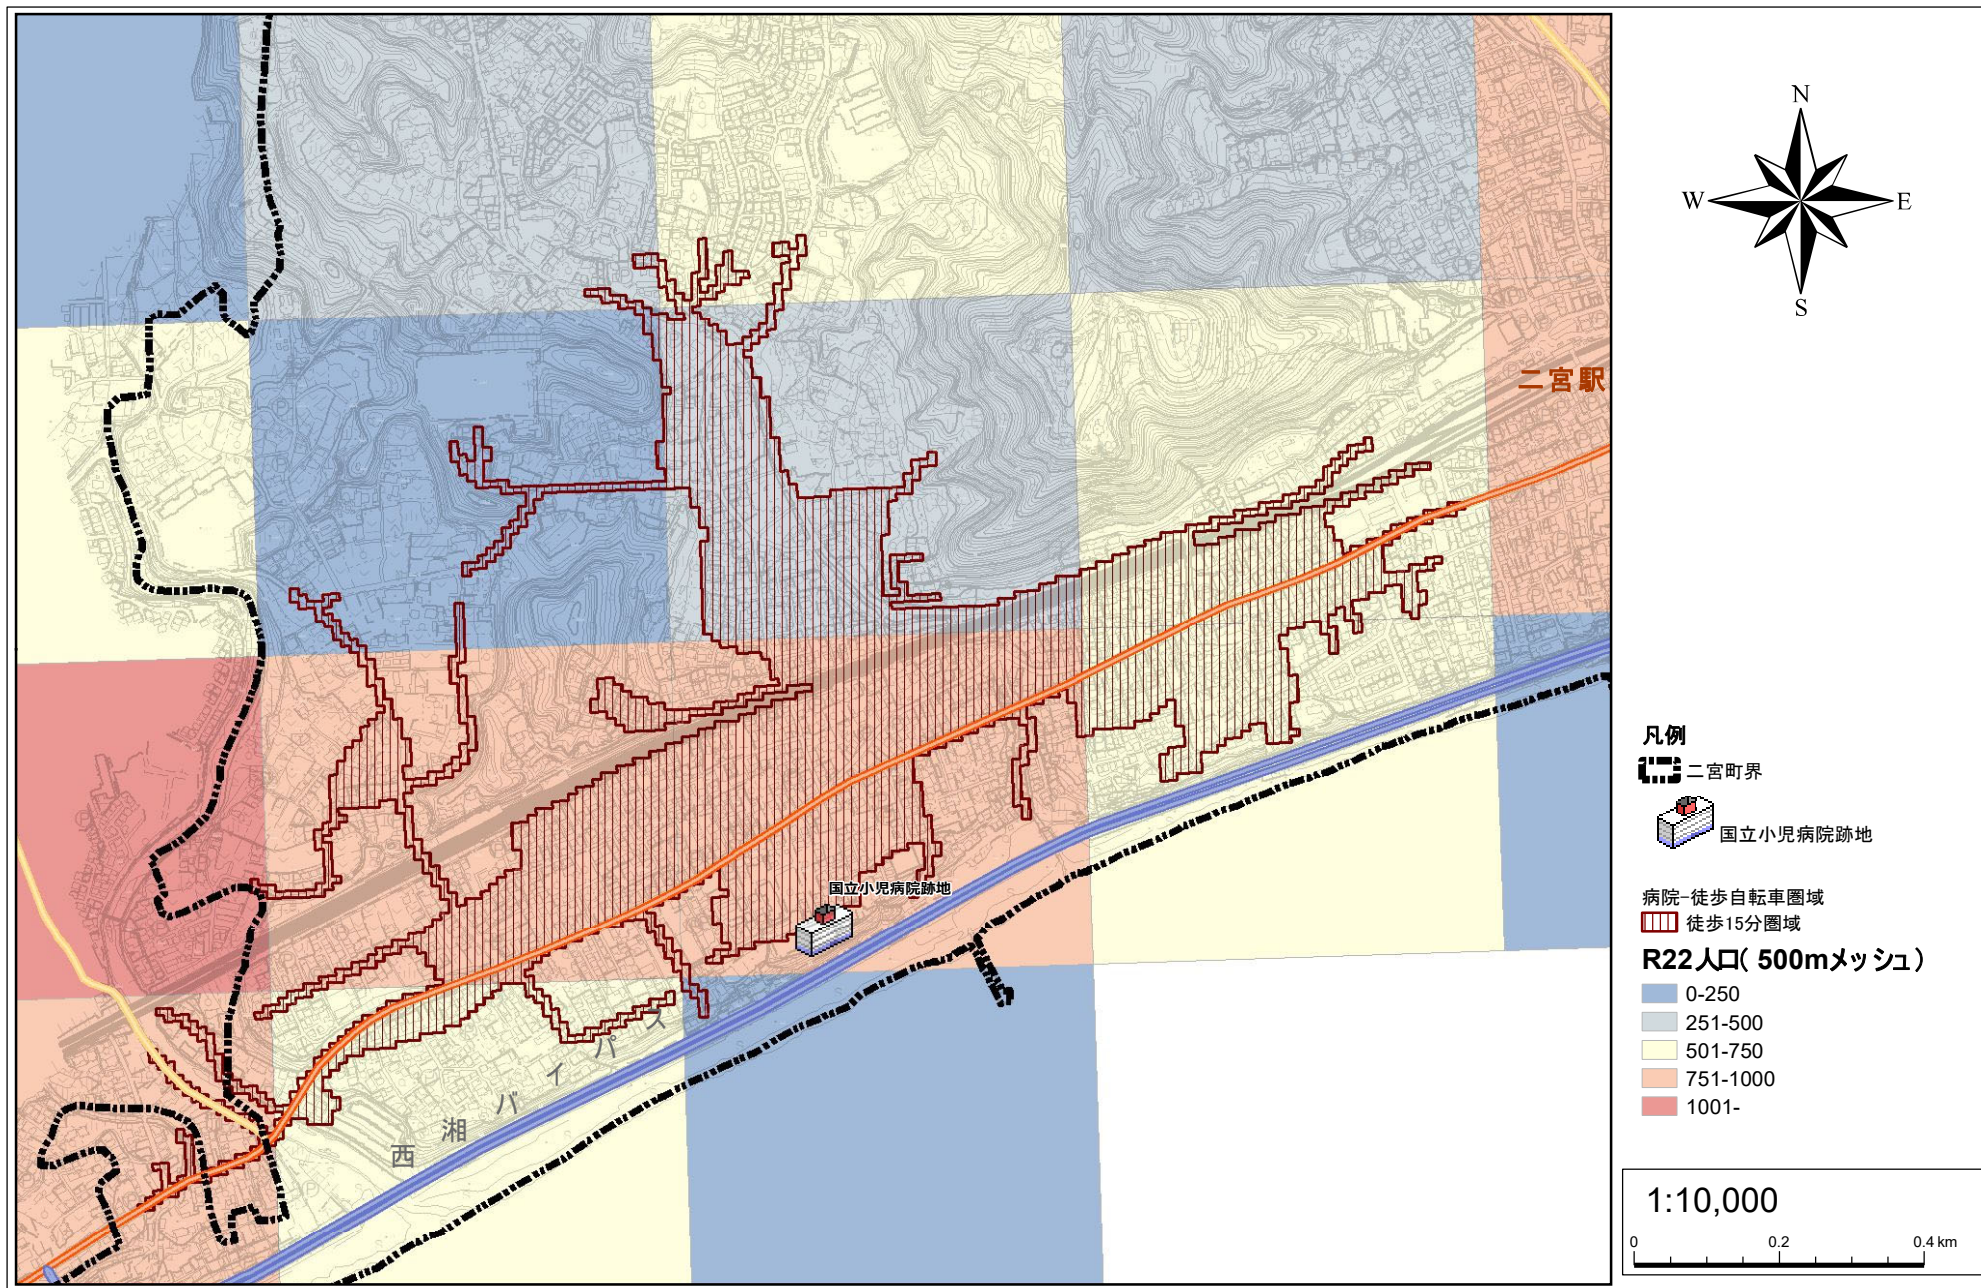 N
W
E
S
二宮駅
国立小児病院跡地
西湘バイパス
凡例
二宮町界
国立小児病院跡地
病院-徒歩自転車圏域
徒歩15分圏域
R22人口( 500mメッシュ)
0-250
251-500
501-750
751-1000
1001-
1:10,000
0 0.2 0.4 km